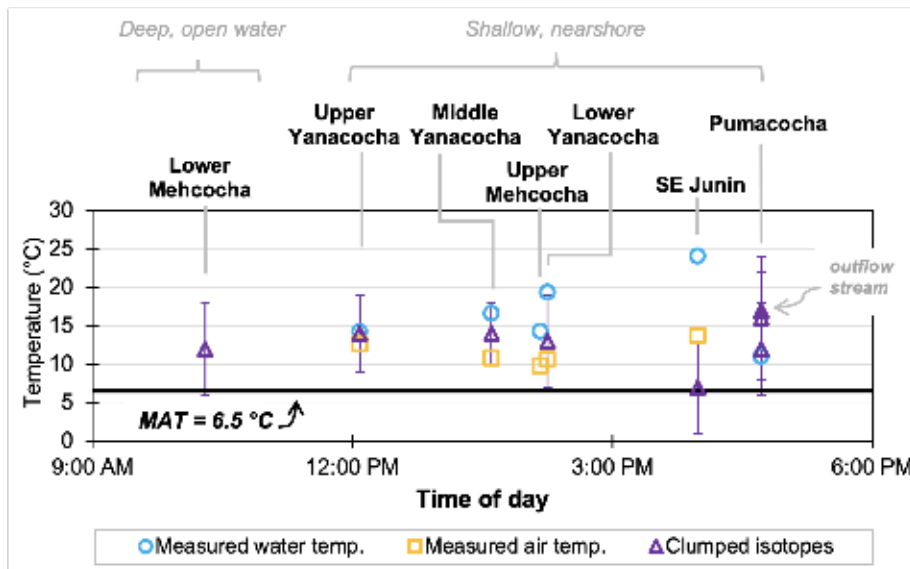 Deep, open water
Shallow, nearshore
Upper
Yanacocha
Middle
Yanacocha
Lower
Yanacocha
Pumacocha
Lower
Mehcocha
Upper
Mehcocha
SE Junin
30
25
20
15
10
5
0
Temperature (°C)
outflow
stream
MAT = 6.5 °C
9:00 AM
12:00 PM
3:00 PM
6:00 PM
Time of day
Measured water temp.
Measured air temp.
Clumped isotopes